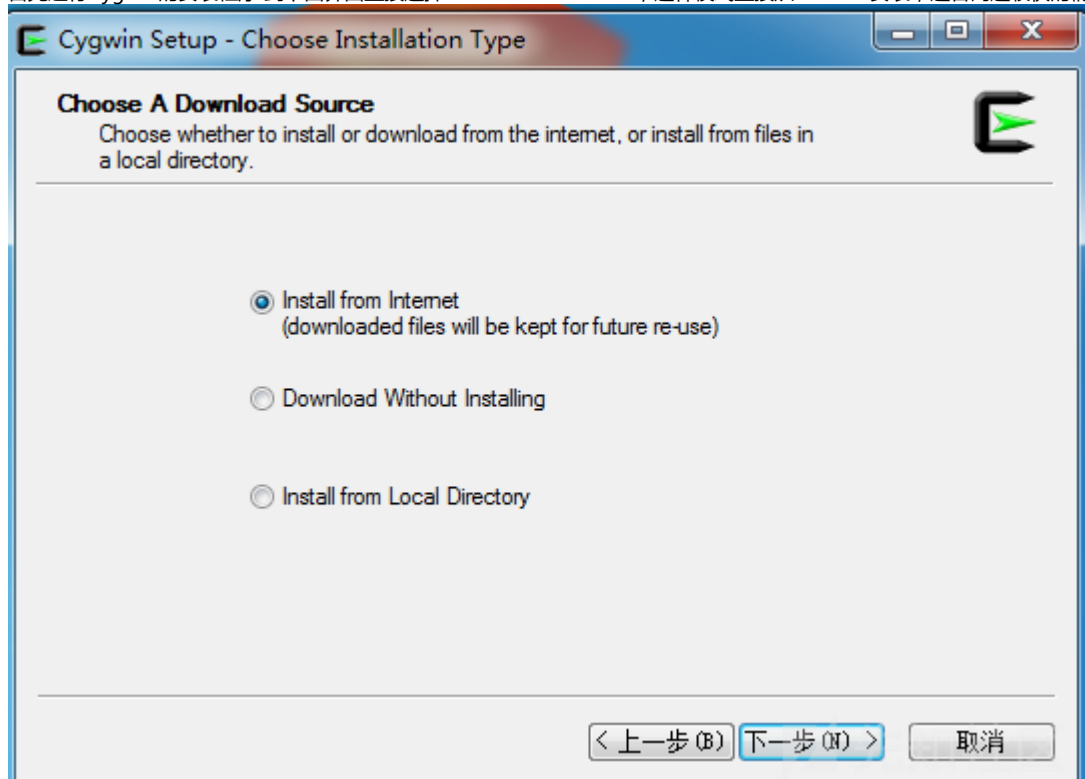 Cygwin Setup - Choose Installation Type
Choose A Download Source
Choose whether to install or download from the internet, or install from files in
a local directory.
Install from Internet
(downloaded files will be kept for future re-use)
Download Without Installing
Install from Local Directory
< 上一步(B) 下一步(N) > 取消